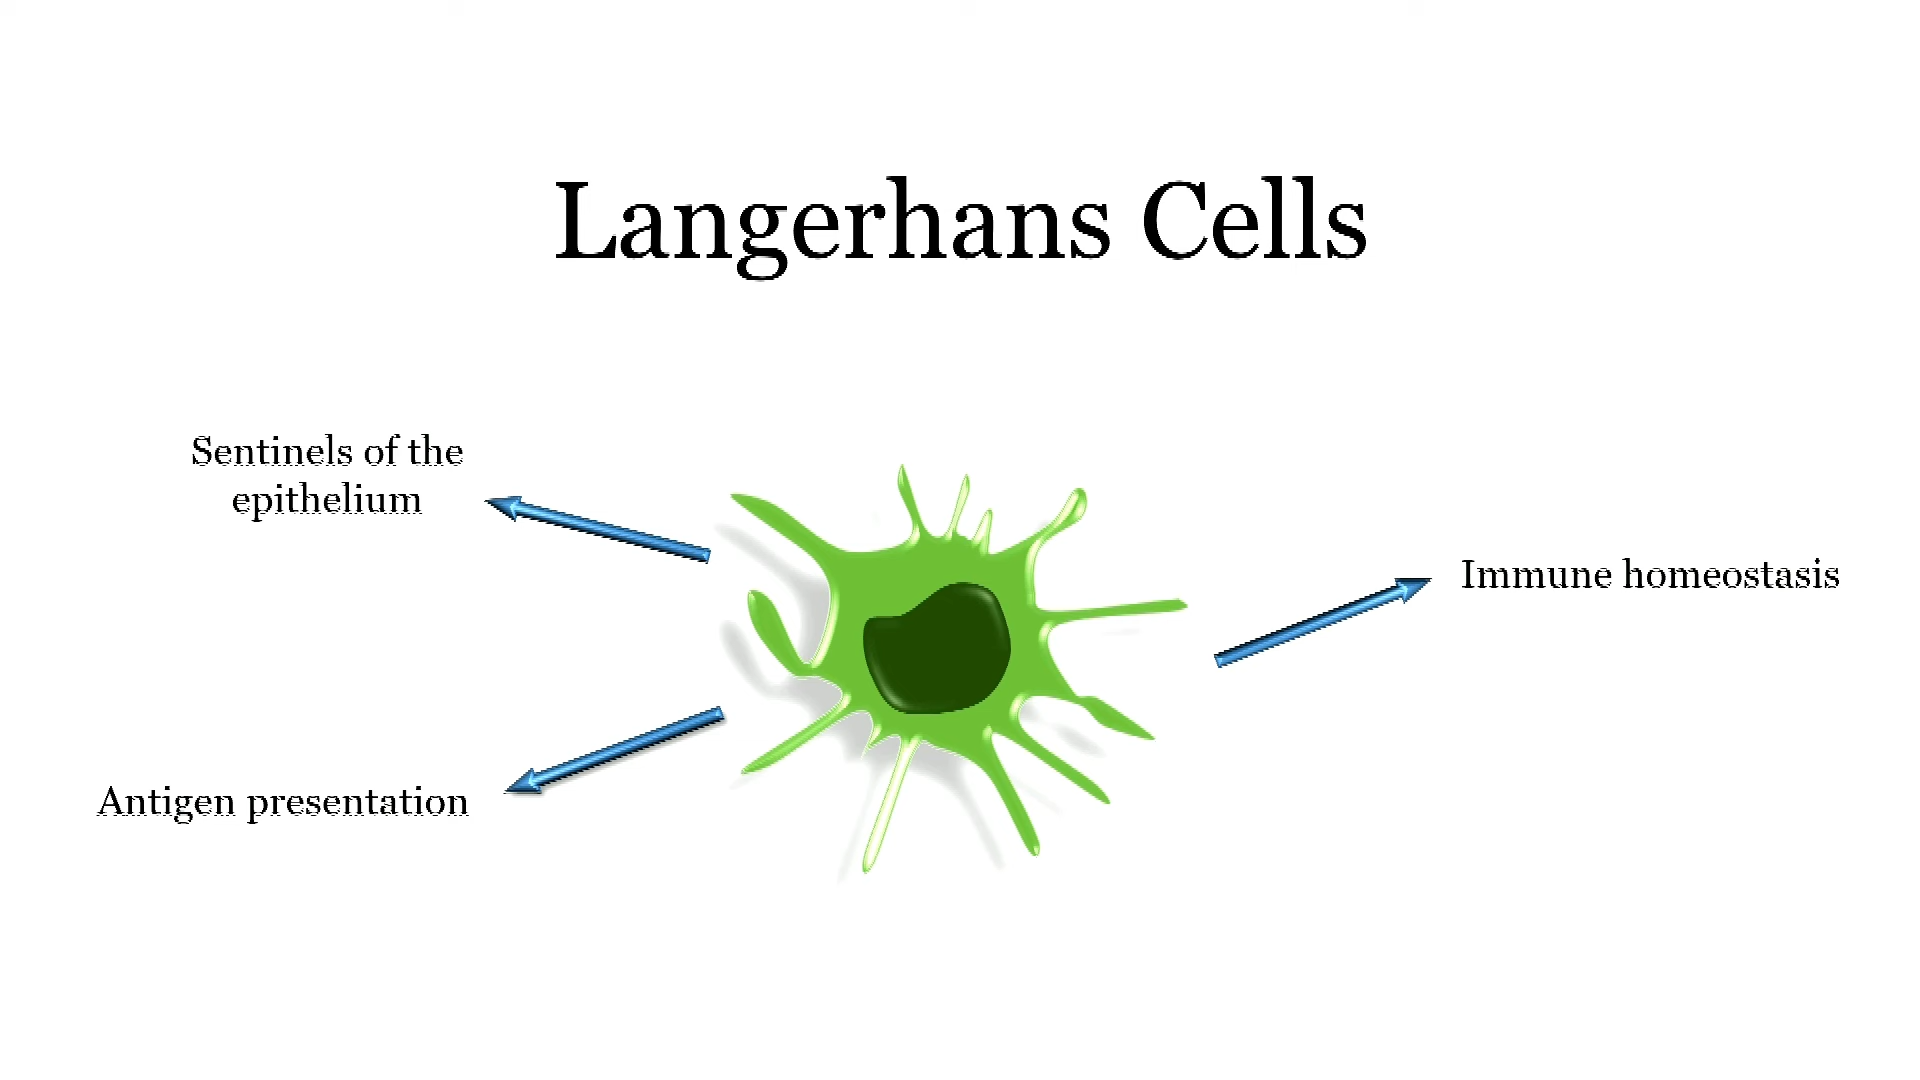 Langerhans Cells
Sentinels of the
epithelium
Immune homeostasis
Antigen presentation